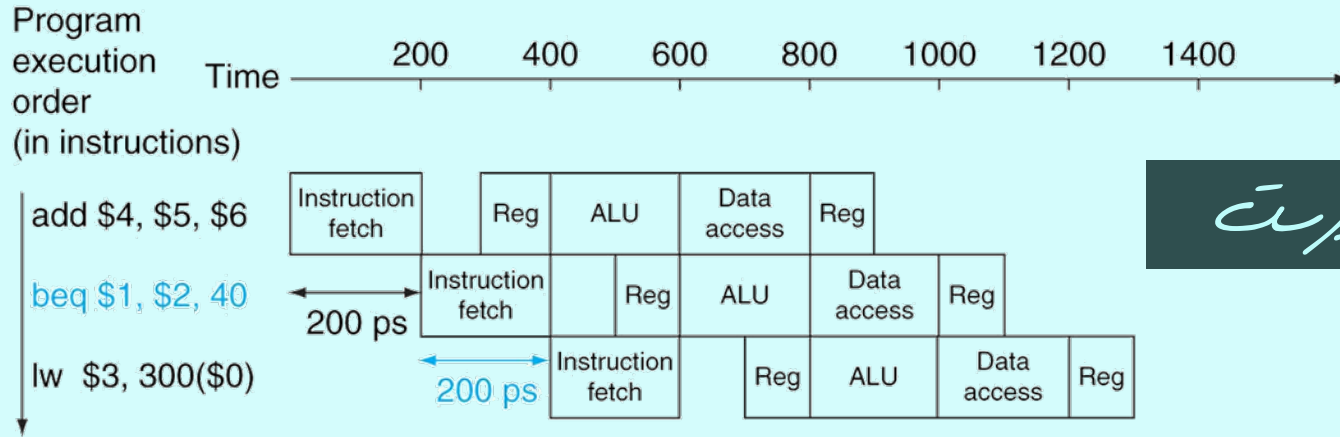 Program
execution
order
(in instructions)
Time
200 400 600 800 1000 1200 1400
add $4, $5, $6
Instruction
fetch
Reg
ALU
Data
access
Reg
beq $1, $2, 40
200 ps
Instruction
fetch
Reg
ALU
Data
access
Reg
lw $3, 300($0)
200 ps
Instruction
fetch
Reg
ALU
Data
access
Reg